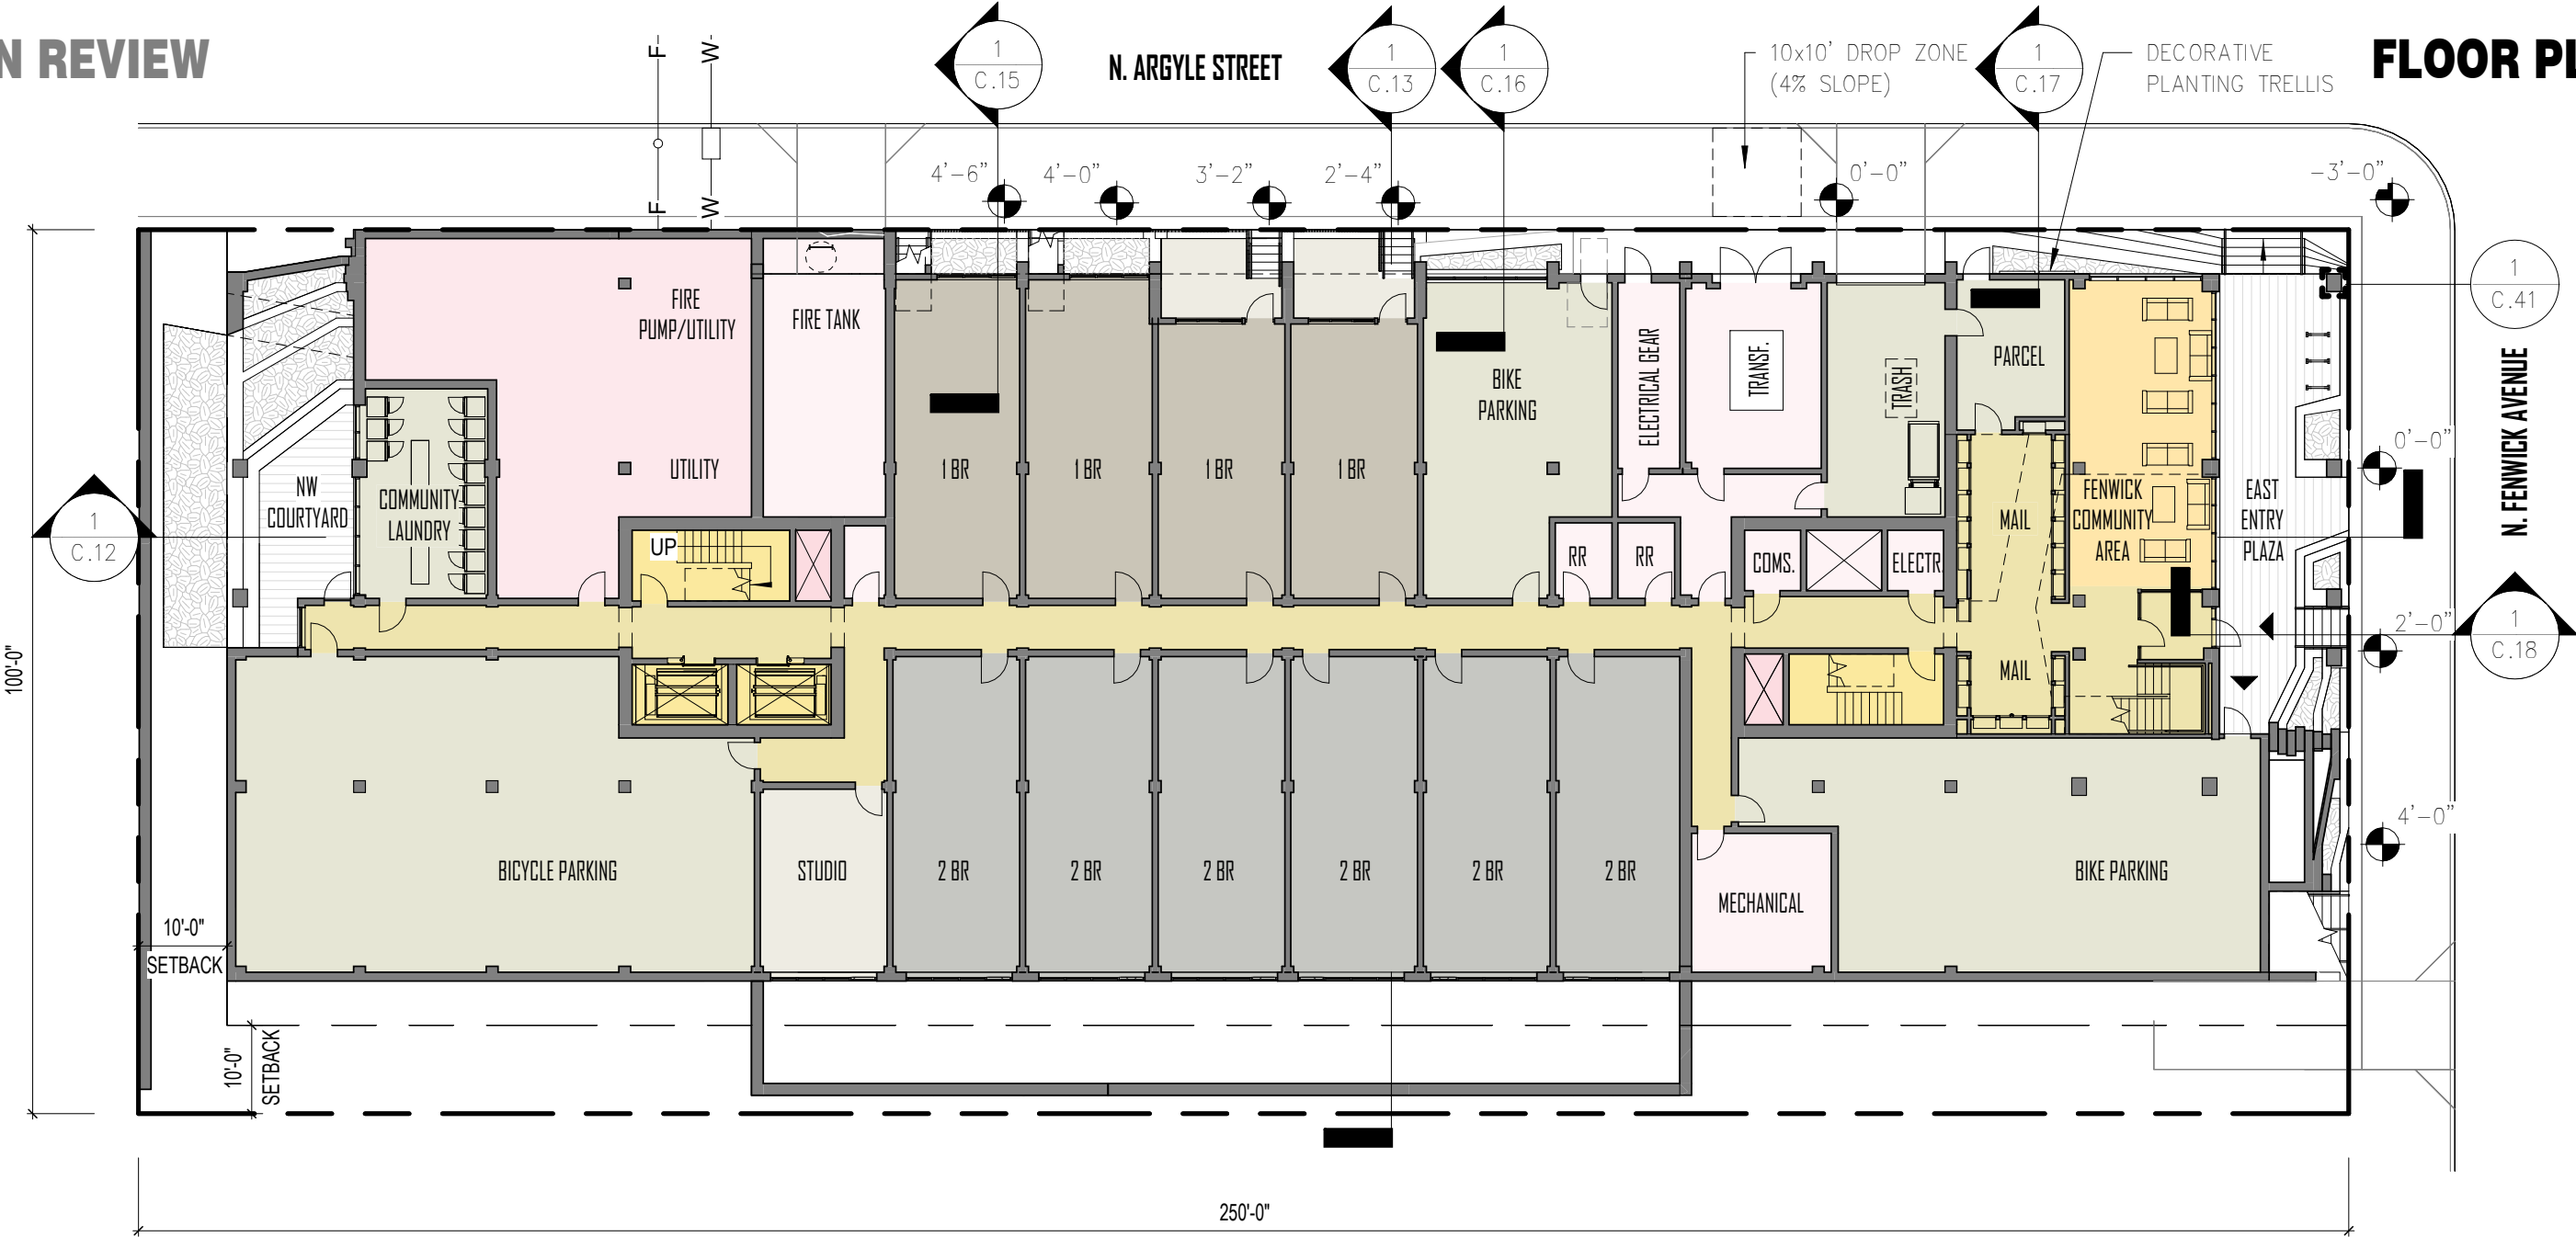 N REVIEW
FLOOR PL
N. ARGYLE STREET
F
W
1
C.15
1
C.13
1
C.16
10x10' DROP ZONE
(4% SLOPE)
1
C.17
DECORATIVE
PLANTING TRELLIS
F
W
4'-6"
4'-0"
3'-2"
2'-4"
0'-0"
-3'-0"
1
C.41
N. FENWICK AVENUE
FIRE
PUMP/UTILITY
FIRE TANK
UTILITY
1 BR
1 BR
1 BR
1 BR
BIKE
PARKING
ELECTRICAL GEAR
TRANSF.
TRASH
PARCEL
0'-0"
NW
COURTYARD
COMMUNITY
LAUNDRY
MAIL
FENWICK
COMMUNITY
AREA
EAST
ENTRY
PLAZA
1
C.12
UP
RR
RR
COMS.
ELECTR.
2'-0"
1
C.18
MAIL
100'-0"
4'-0"
BICYCLE PARKING
STUDIO
2 BR
2 BR
2 BR
2 BR
2 BR
2 BR
MECHANICAL
BIKE PARKING
10'-0"
SETBACK
10'-0"
SETBACK
250'-0"